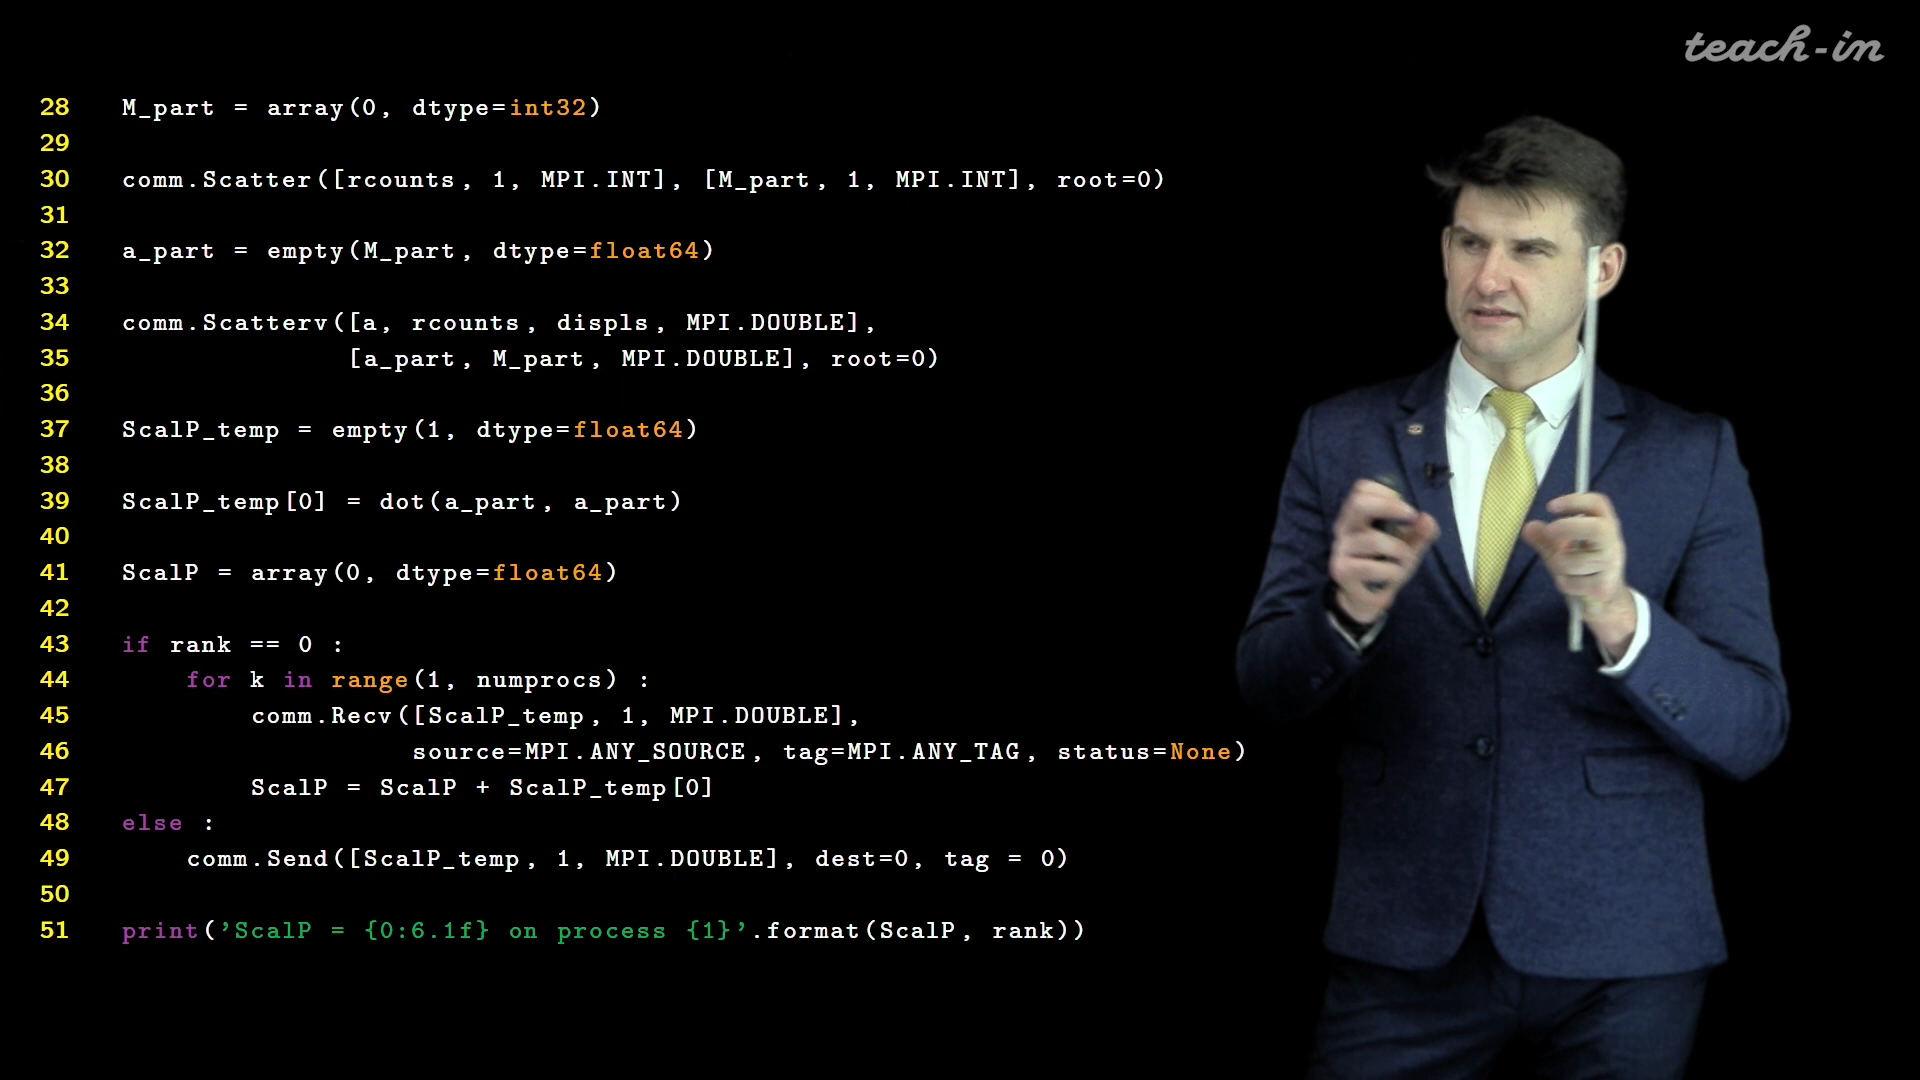 teach-in
28 M_part = array(0, dtype=int32)
29
30 comm.Scatter([rcounts, 1, MPI.INT], [M_part, 1, MPI.INT], root=0)
31
32 a_part = empty(M_part, dtype=float64)
33
34 comm.Scatterv([a, rcounts, displs, MPI.DOUBLE],
35               [a_part, M_part, MPI.DOUBLE], root=0)
36
37 ScalP_temp = empty(1, dtype=float64)
38
39 ScalP_temp[0] = dot(a_part, a_part)
40
41 ScalP = array(0, dtype=float64)
42
43 if rank == 0 :
44     for k in range(1, numprocs) :
45         comm.Recv([ScalP_temp, 1, MPI.DOUBLE],
46                   source=MPI.ANY_SOURCE, tag=MPI.ANY_TAG, status=None)
47         ScalP = ScalP + ScalP_temp[0]
48 else :
49     comm.Send([ScalP_temp, 1, MPI.DOUBLE], dest=0, tag = 0)
50
51 print('ScalP = {0:6.1f} on process {1}'.format(ScalP, rank))